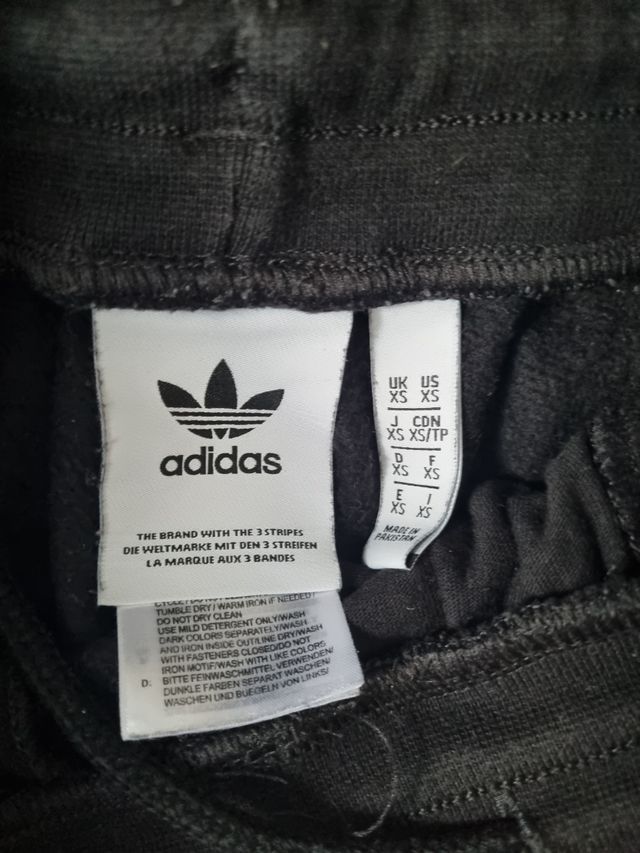 adidas
THE BRAND WITH THE 3 STRIPES
DIE WELTMARKE MIT DEN 3 STREIFEN
LA MARQUE AUX 3 BANDES
UK US
XS XS
J CDN
XS XS/TP
D F
XS XS
E I
XS XS
MADE IN
PAKISTAN
TUMBLE DRY/WARM IRON IF NEEDED/
DO NOT DRY CLEAN
USE MILD DETERGENT ONLY/WASH
DARK COLORS SEPARATELY/WASH
AND IRON INSIDE OUT/LINE DRY/WASH
WITH FASTENERS CLOSED/DO NOT
IRON MOTIF/WASH WITH LIKE COLORS
D: BITTE FEINWASCHMITTEL VERWENDEN/
DUNKLE FARBEN SEPARAT WASCHEN/
WASCHEN UND BUEGELN VON LINKS/